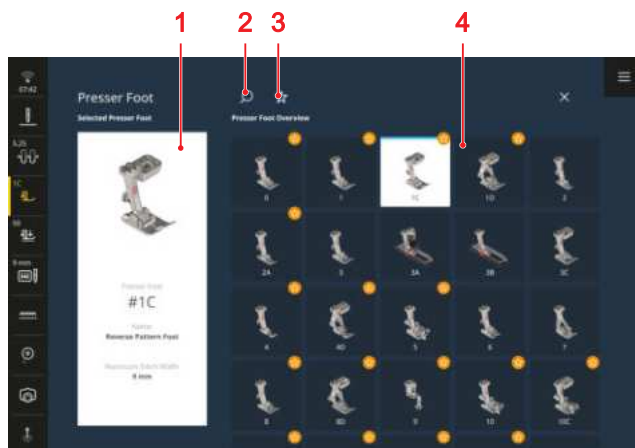 1 2 3 4
07:42
Presser Foot
Selected Presser Foot
Presser Foot Overview
5.25
0 1 1C 1D 2
1C
50
2A 3 3A 3B 3C
9 mm
Presser Foot
#1C
Name
Reverse Pattern Foot
4 4D 5 6 7
Maximum Stitch Width
9 mm
8 8D 9 10 10C